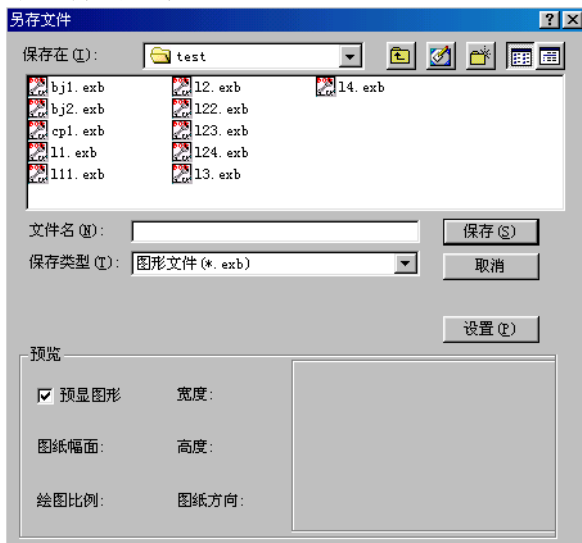 另存文件
保存在(I): test
bj1.exb l2.exb l4.exb
bj2.exb l22.exb
cp1.exb l23.exb
l1.exb l24.exb
l11.exb l3.exb
文件名(N): 保存(S)
保存类型(T): 图形文件(*.exb) 取消
设置(P)
预览
预显图形 宽度:
图纸幅面: 高度:
绘图比例: 图纸方向: